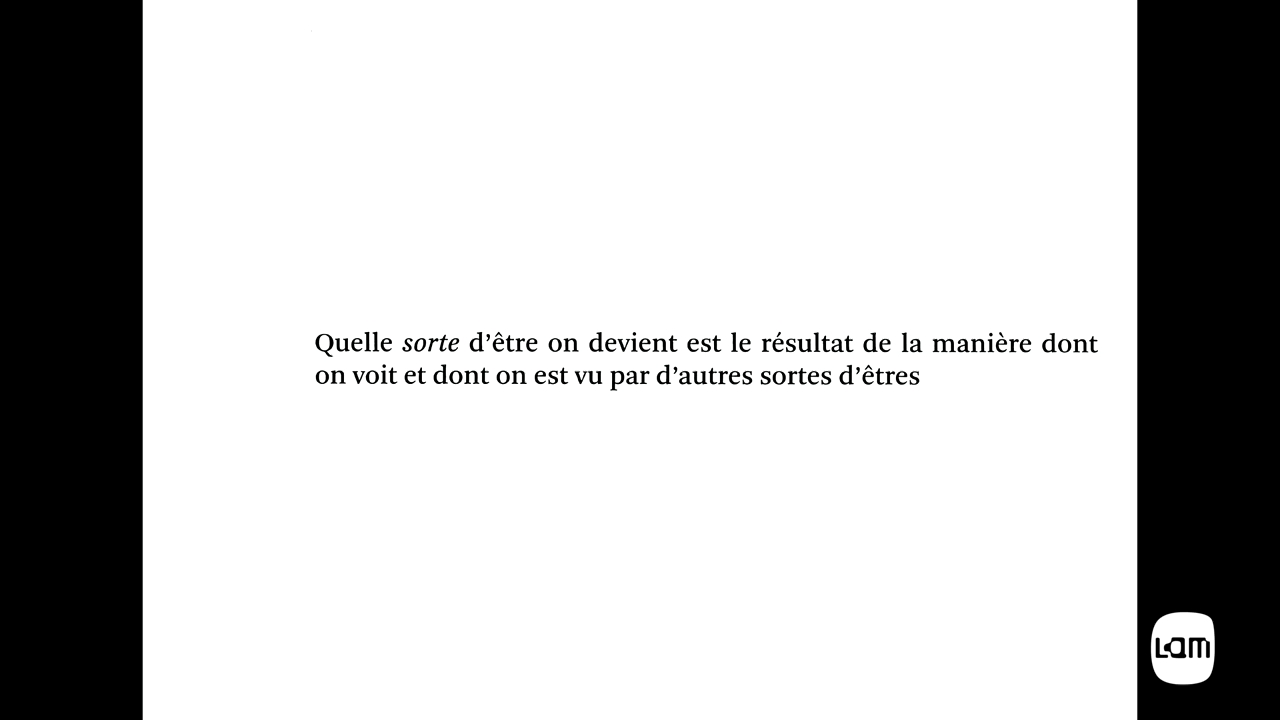 Quelle sorte d’être on devient est le résultat de la manière dont
on voit et dont on est vu par d’autres sortes d’êtres
LaM